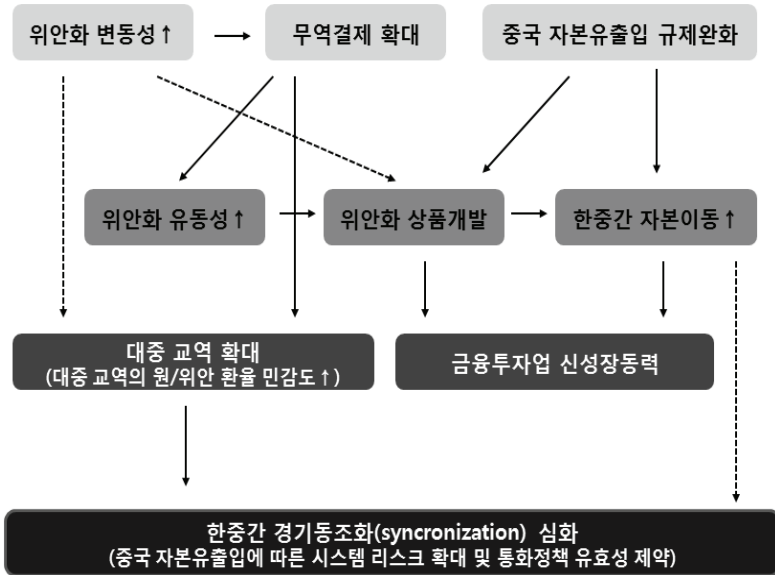 위안화 변동성↑
무역결제 확대
중국 자본유출입 규제완화
위안화 유동성↑
위안화 상품개발
한중간 자본이동↑
대중 교역 확대
(대중 교역의 원/위안 환율 민감도↑)
금융투자업 신성장동력
한중간 경기동조화(syncronization) 심화
(중국 자본유출입에 따른 시스템 리스크 확대 및 통화정책 유효성 제약)